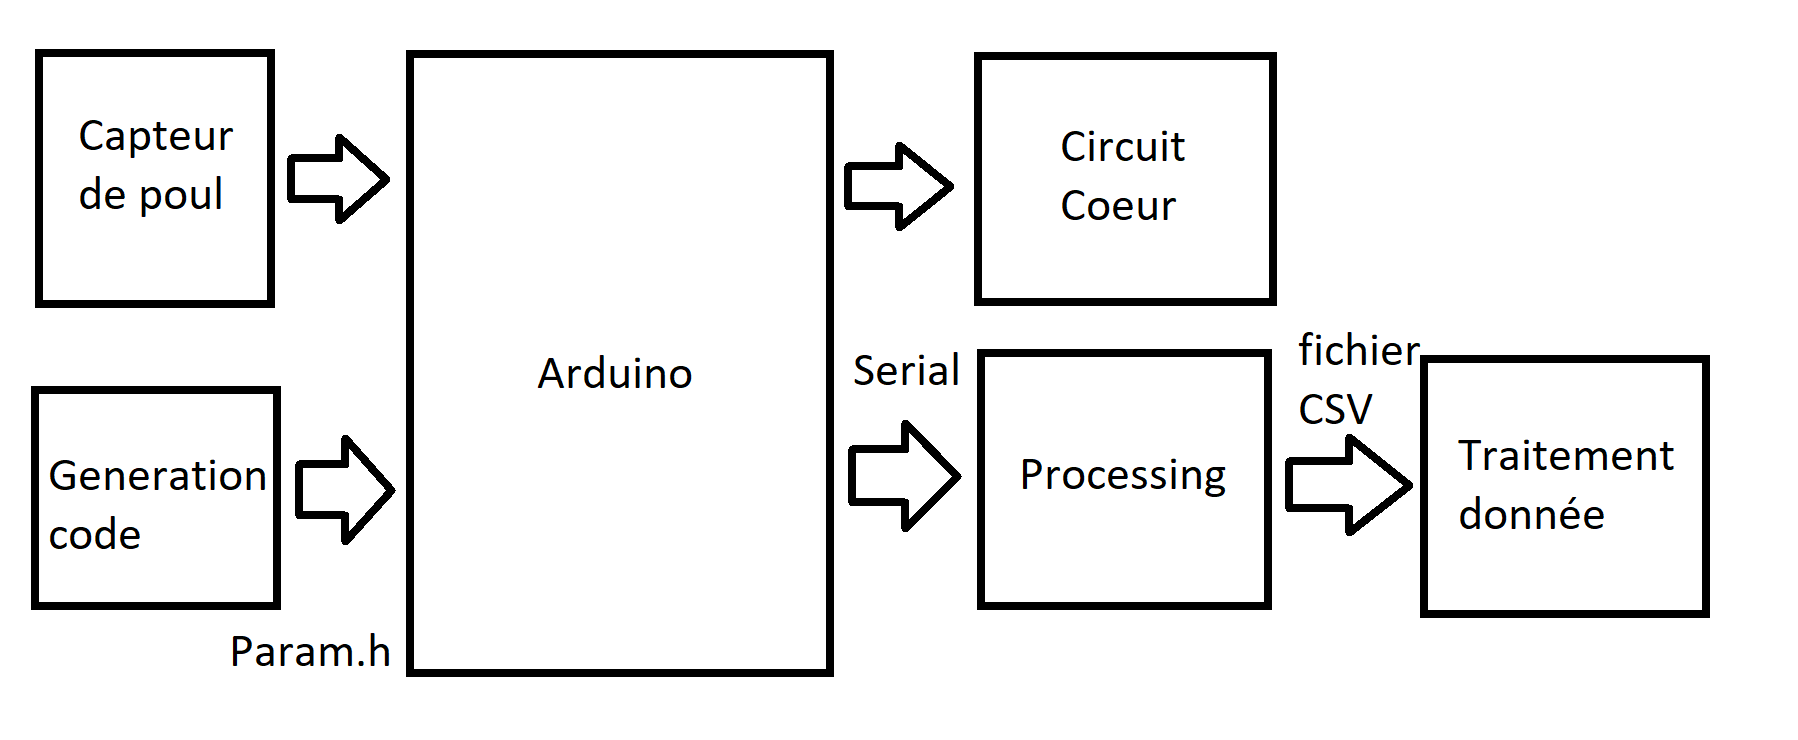 Capteur
de poul
Generation
code
Param.h
Arduino
Circuit
Coeur
Serial
Processing
fichier
CSV
Traitement
donnée